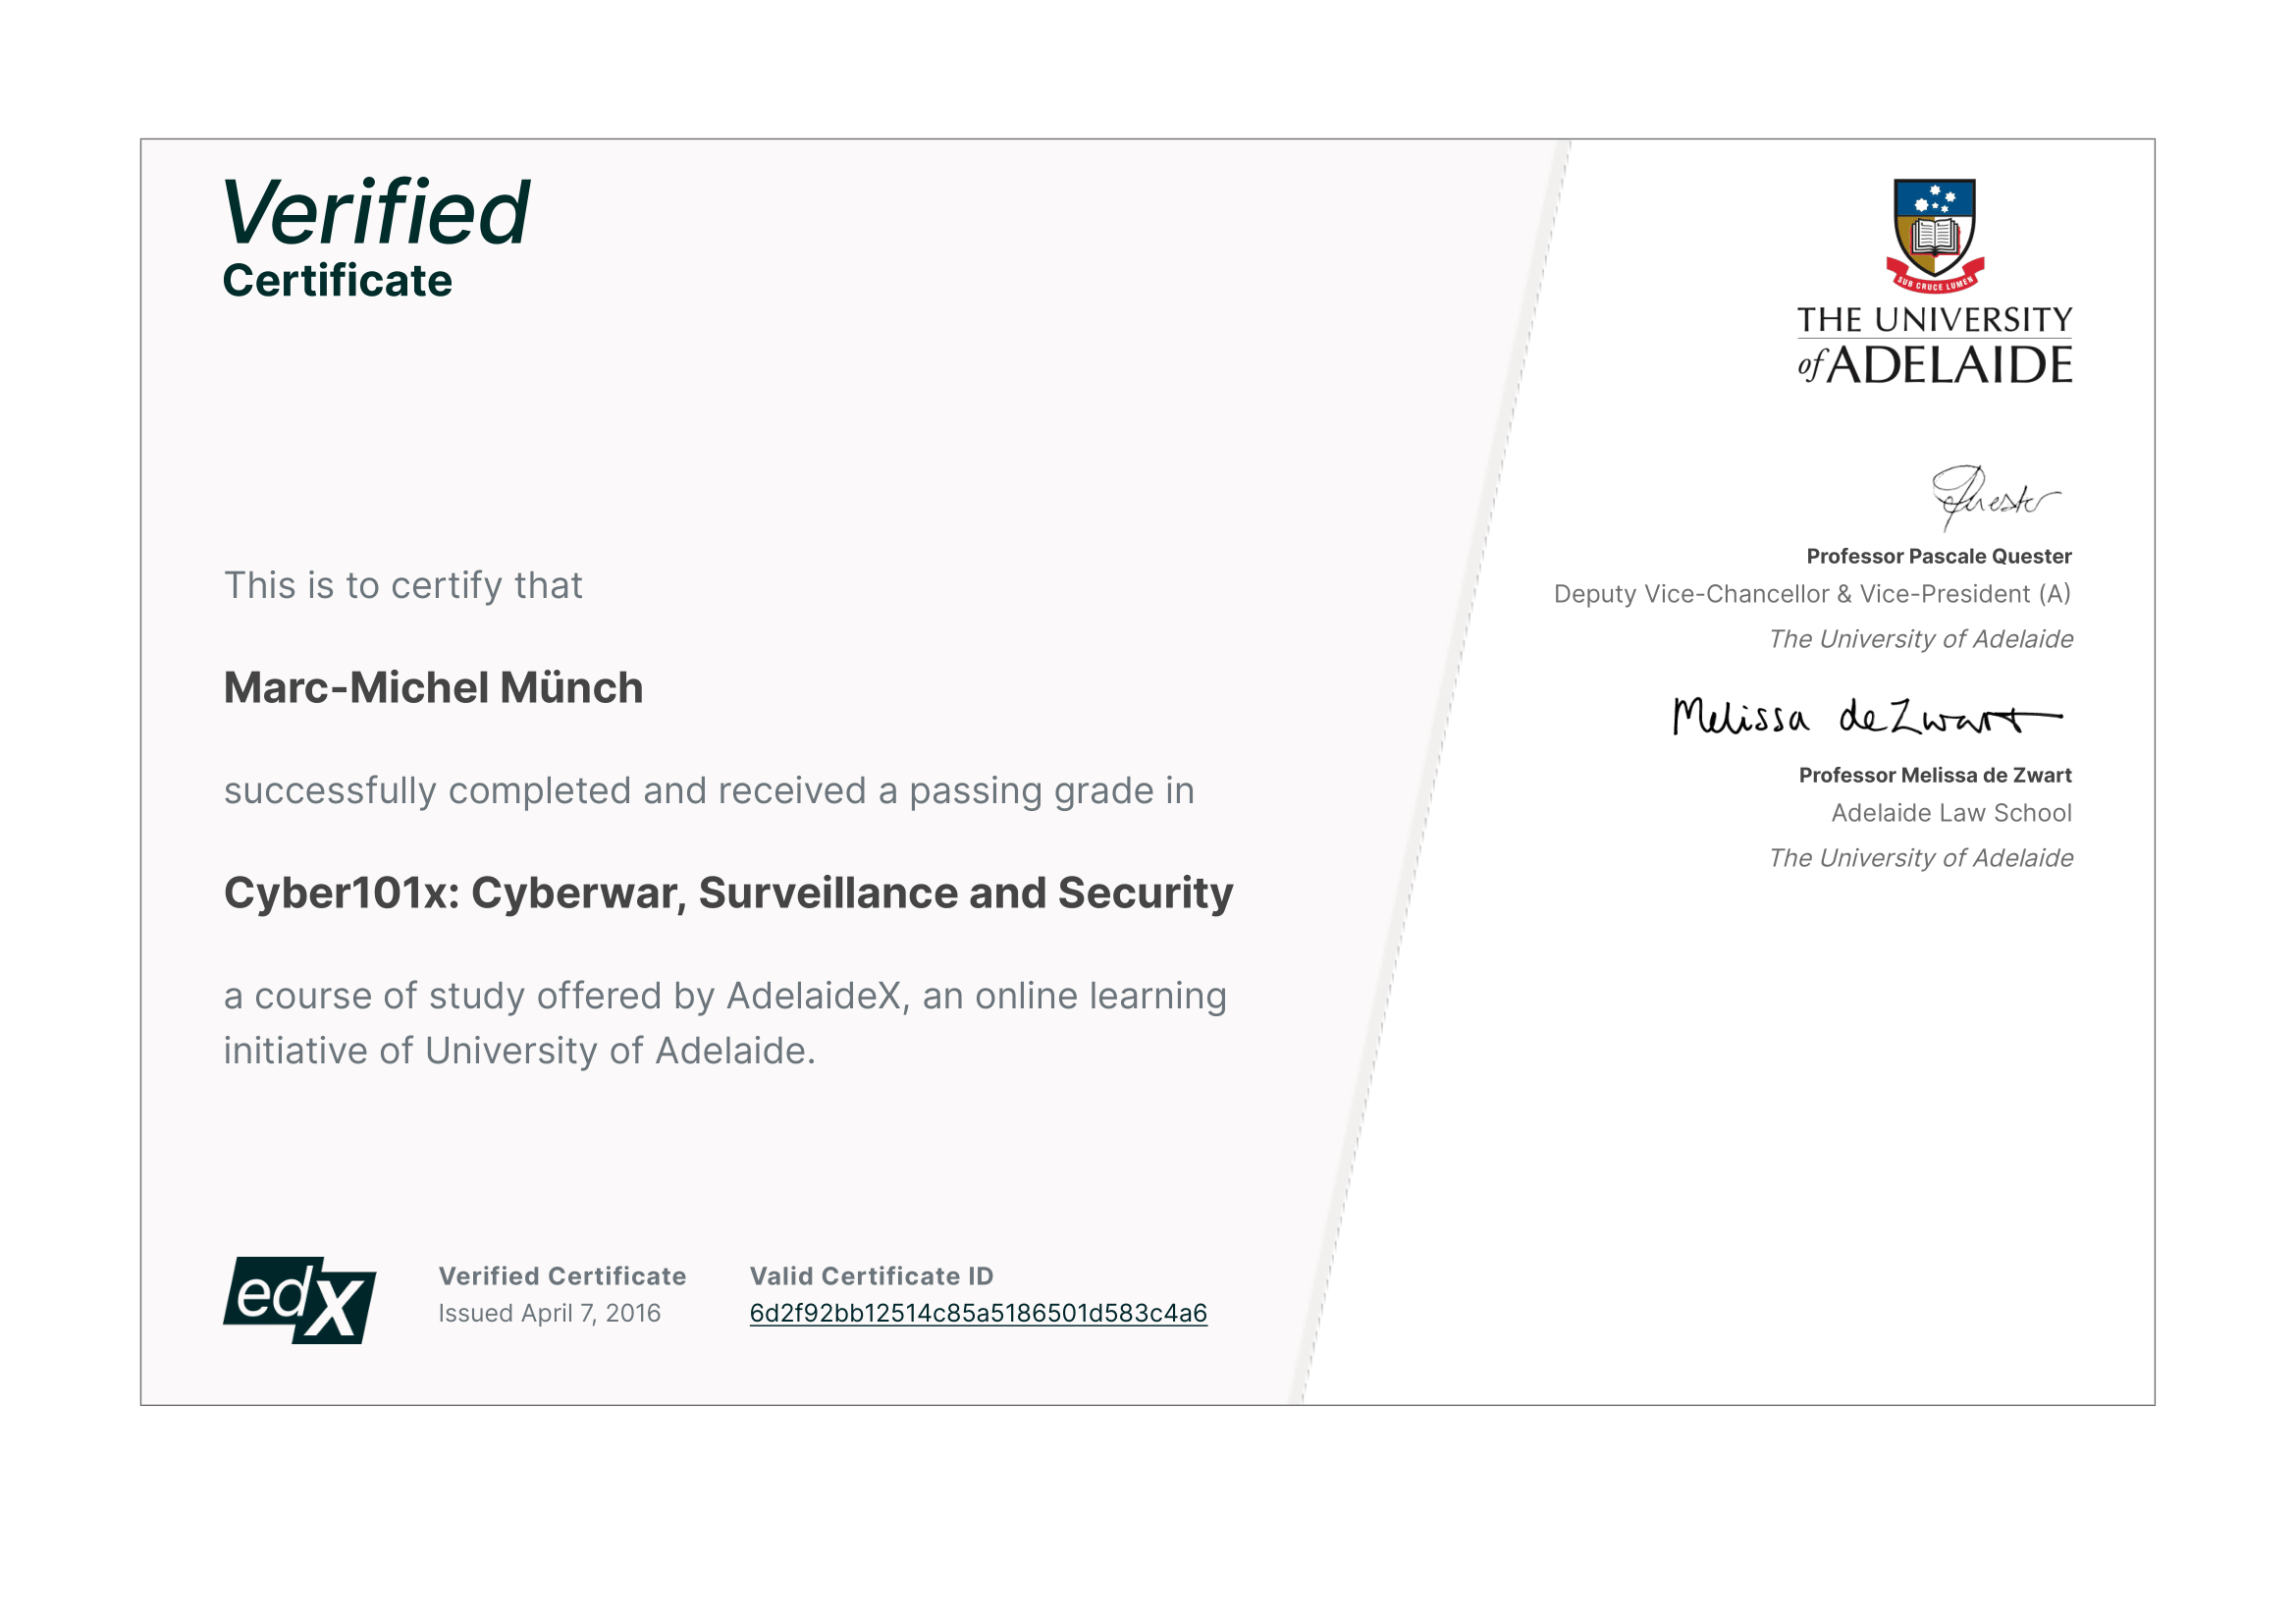 Verified
Certificate
This is to certify that
Marc-Michel Münch
successfully completed and received a passing grade in
Cyber101x: Cyberwar, Surveillance and Security
a course of study offered by AdelaideX, an online learning
initiative of University of Adelaide.
edX
Verified Certificate
Issued April 7, 2016
Valid Certificate ID
6d2f92bb12514c85a5186501d583c4a6
SUB CRUCE LUMEN
THE UNIVERSITY
of ADELAIDE
Quester
Professor Pascale Quester
Deputy Vice-Chancellor & Vice-President (A)
The University of Adelaide
Melissa de Zwart
Professor Melissa de Zwart
Adelaide Law School
The University of Adelaide